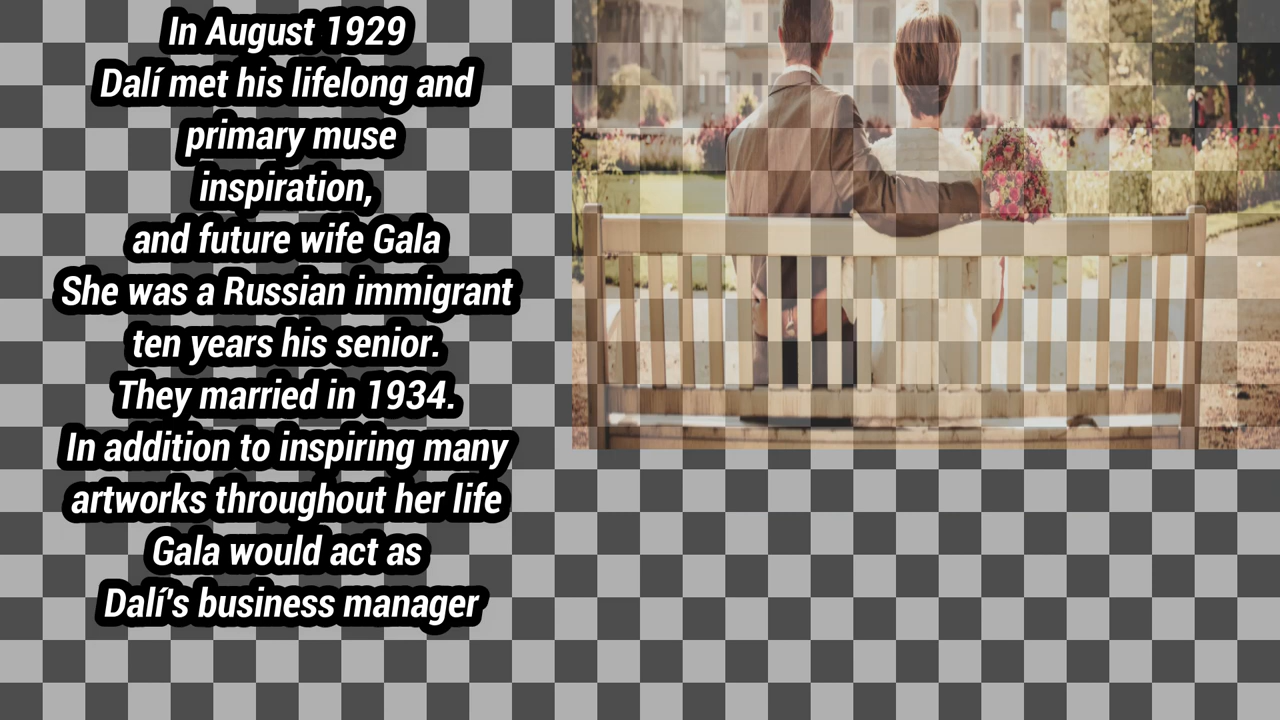 In August 1929
Dalí met his lifelong and
primary muse
inspiration,
and future wife Gala
She was a Russian immigrant
ten years his senior.
They married in 1934.
In addition to inspiring many
artworks throughout her life
Gala would act as
Dalí's business manager